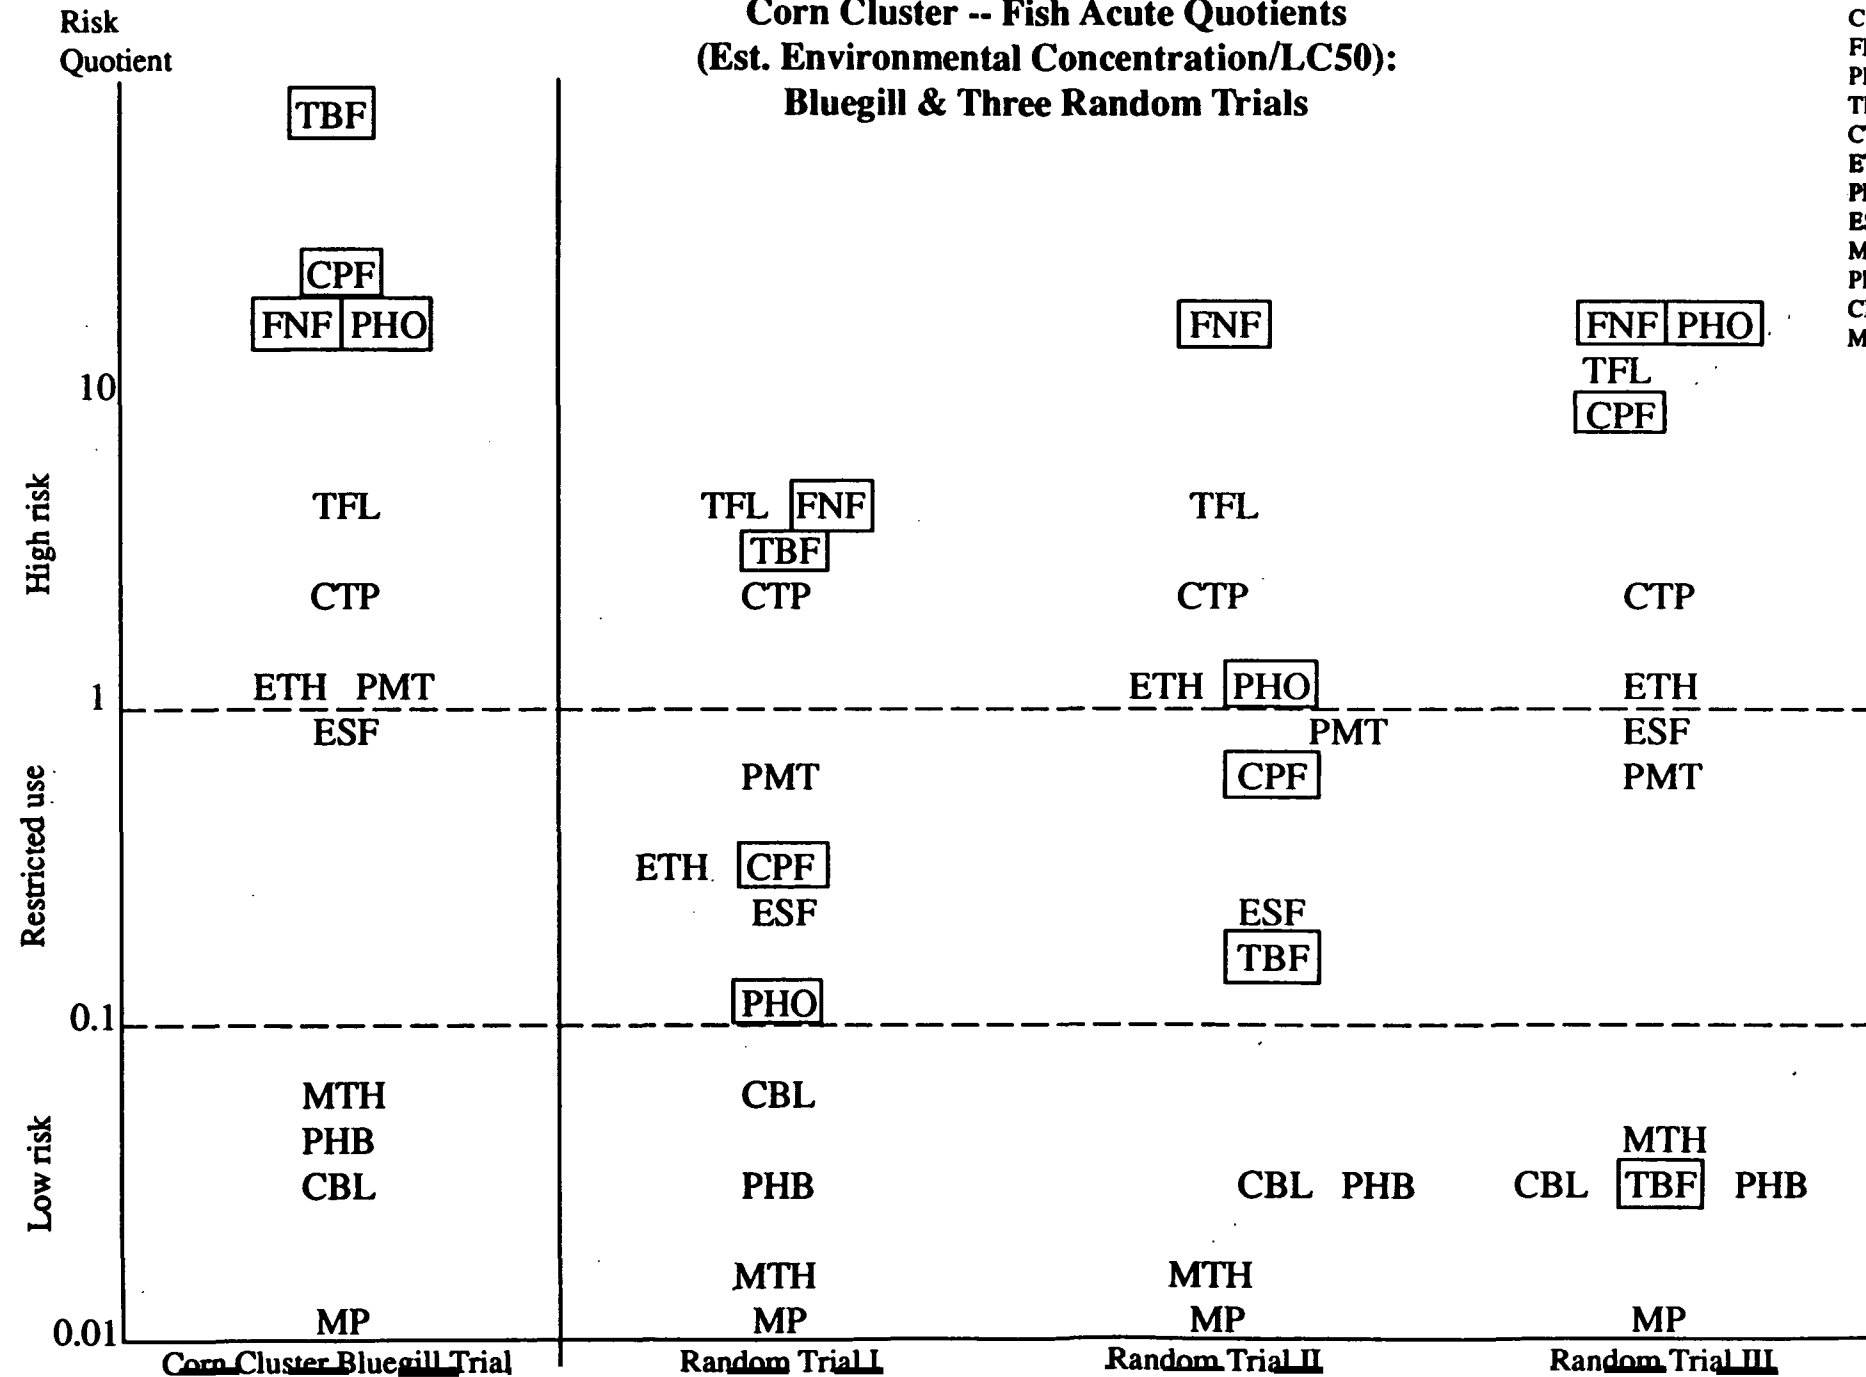 Risk
Quotient
Corn Cluster -- Fish Acute Quotients
(Est. Environmental Concentration/LC50):
Bluegill & Three Random Trials
TBF
CPF
FNF PHO
FNF
FNF PHO
TFL
10
CPF
High risk
TFL
TFL FNF
TFL
TBF
CTP
CTP
CTP
CTP
ETH PMT
ETH PHO
ETH
1
ESF
PMT
ESF
PMT
CPF
PMT
Restricted use
ETH CPF
ESF
ESF
TBF
PHO
0.1
MTH
CBL
PHB
MTH
Low risk
CBL
PHB
CBL PHB
CBL TBF PHB
MTH
MTH
MP
MP
MP
MP
0.01
Corn Cluster Bluegill Trial
Random Trial I
Random Trial II
Random Trial III